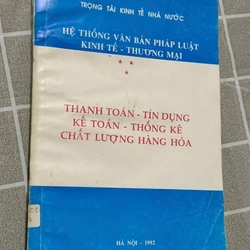 TRỌNG TÀI KINH TẾ NHÀ NƯỚC
HỆ THỐNG VĂN BẢN PHÁP LUẬT
KINH TẾ - THƯƠNG MẠI
THANH TOÁN - TÍN DỤNG
KẾ TOÁN - THỐNG KÊ
CHẤT LƯỢNG HÀNG HÓA
HÀ NỘI - 1992